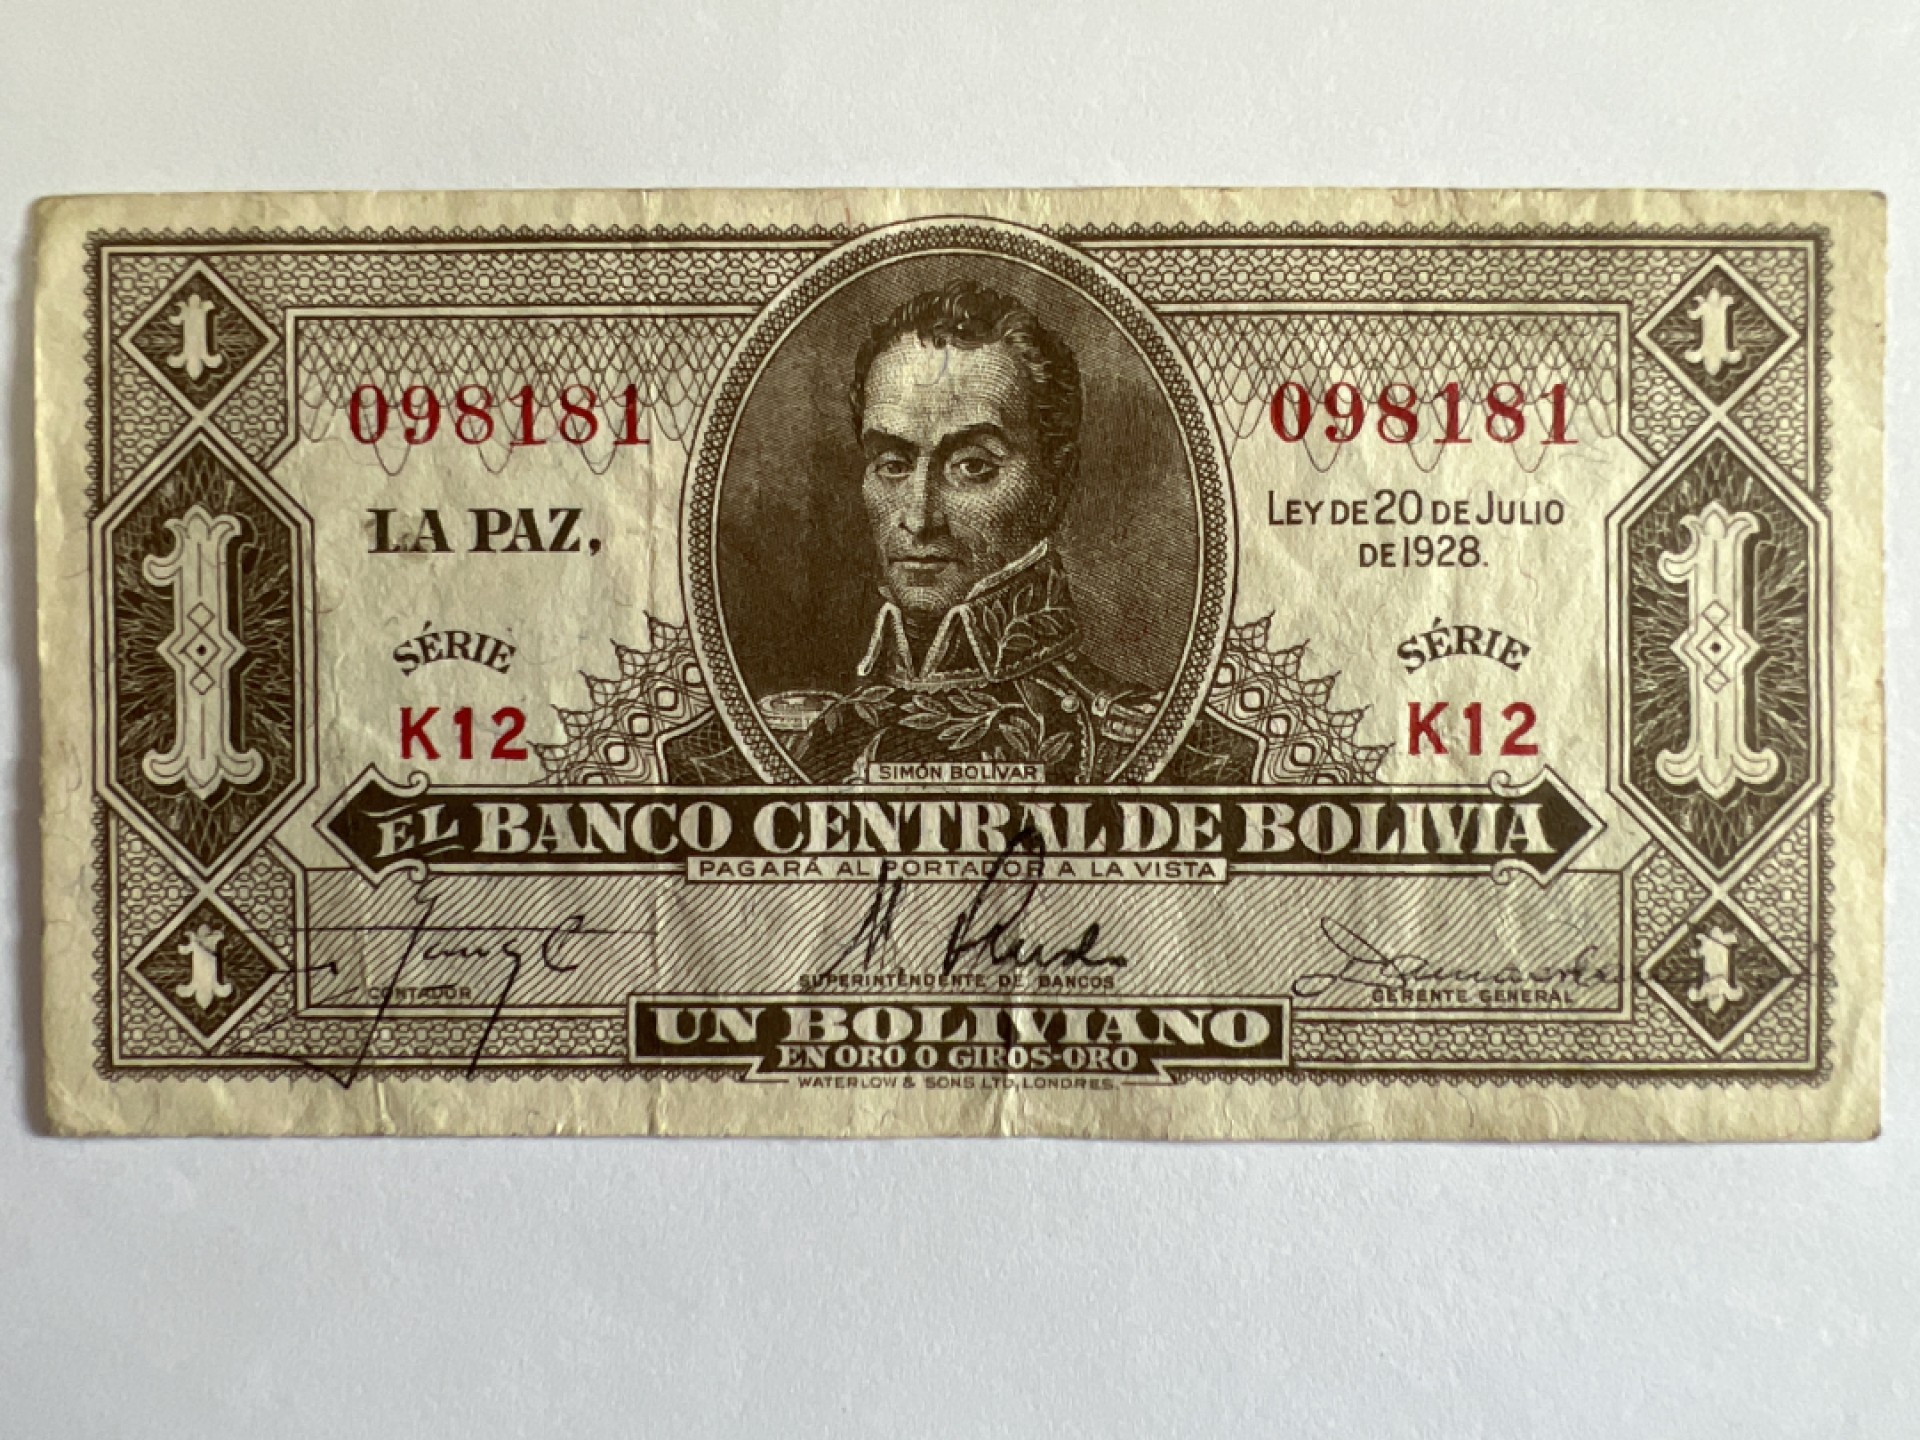 1 1
098181 098181
LA PAZ,
LEY DE 20 DE JULIO
DE 1928.
1 1
SÉRIE SÉRIE
K12 K12
SIMÓN BOLÍVAR
EL BANCO CENTRAL DE BOLIVIA
PAGARÁ AL PORTADOR A LA VISTA
1 1
CONTADOR
SUPERINTENDENTE DE BANCOS
GERENTE GENERAL
UN BOLIVIANO
EN ORO O GIROS-ORO
WATERLOW & SONS LTD, LONDRES.